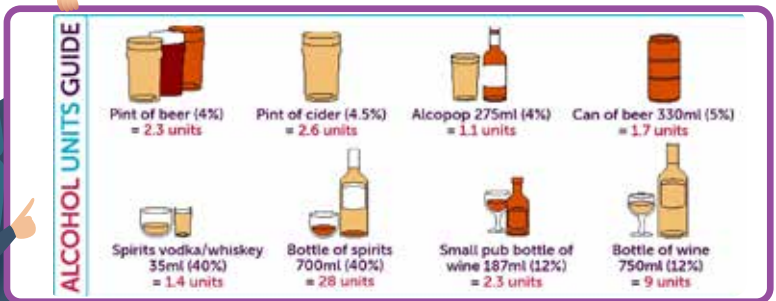 ALCOHOL UNITS GUIDE
Pint of beer (4%)
= 2.3 units
Pint of cider (4.5%)
= 2.6 units
Alcopop 275ml (4%)
= 1.1 units
Can of beer 330ml (5%)
= 1.7 units
Spirits vodka/whiskey
35ml (40%)
= 1.4 units
Bottle of spirits
700ml (40%)
= 28 units
Small pub bottle of
wine 187ml (12%)
= 2.3 units
Bottle of wine
750ml (12%)
= 9 units